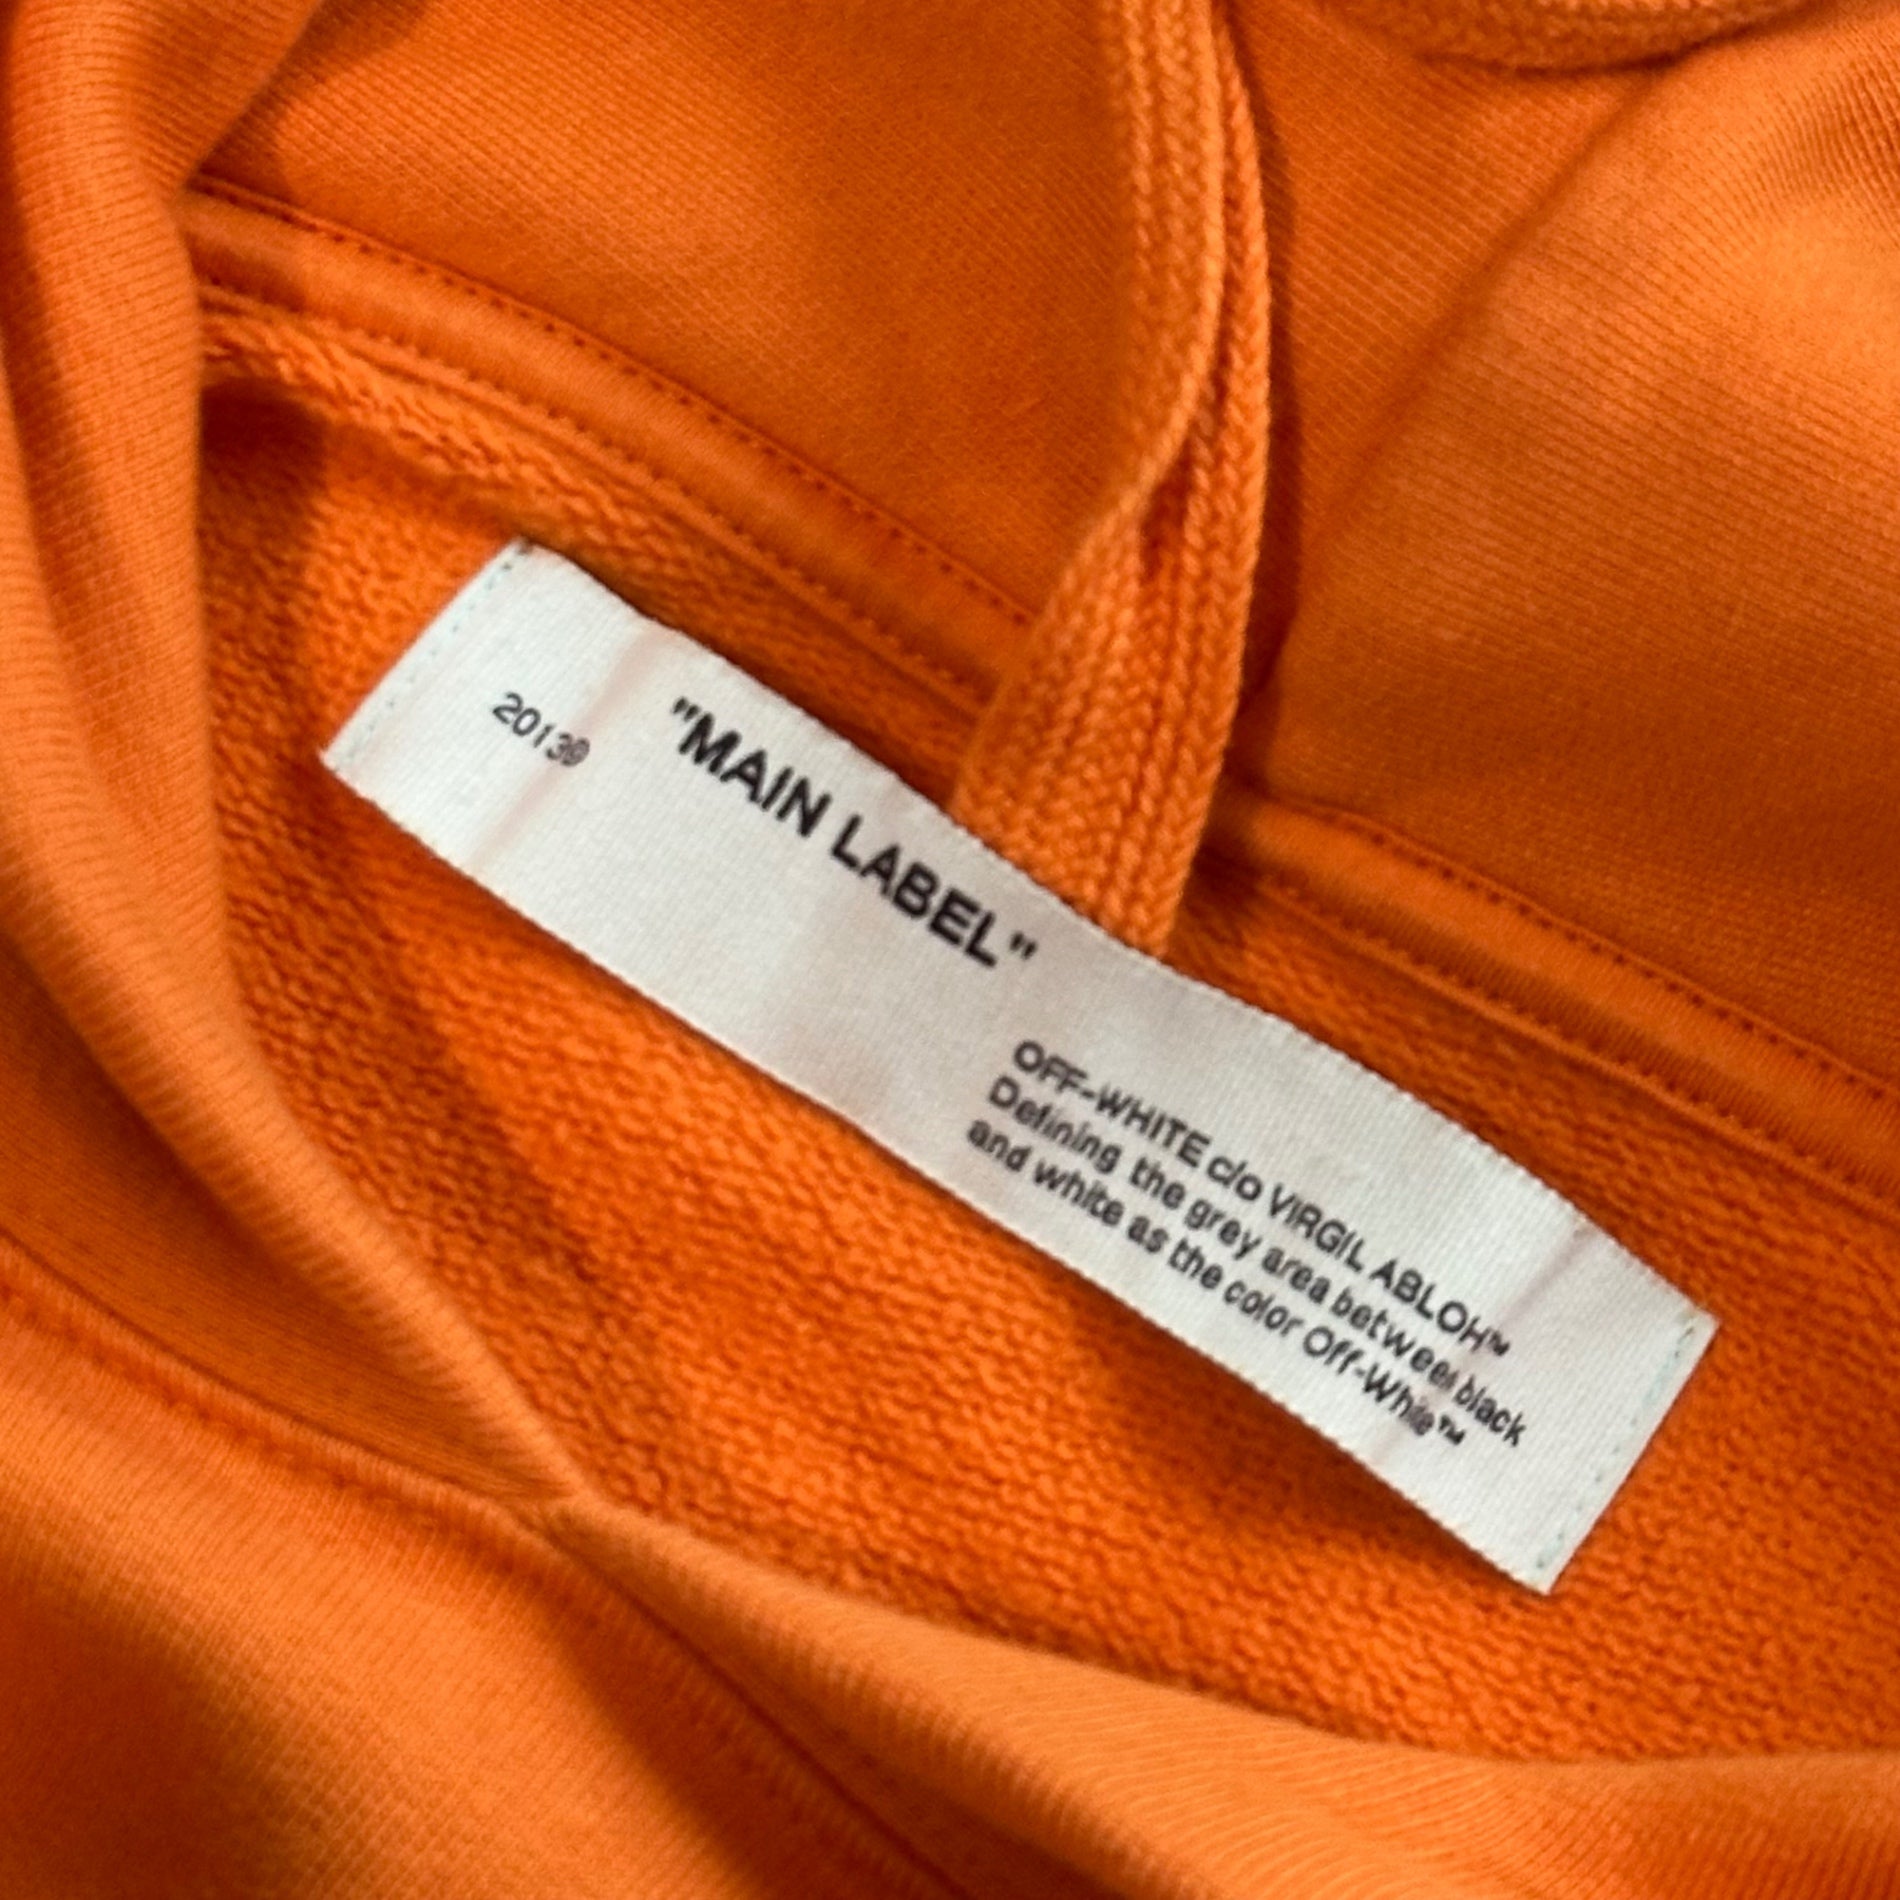 20139
"MAIN LABEL"
OFF-WHITE c/o VIRGIL ABLOH™
Defining the grey area between black
and white as the color Off-White™